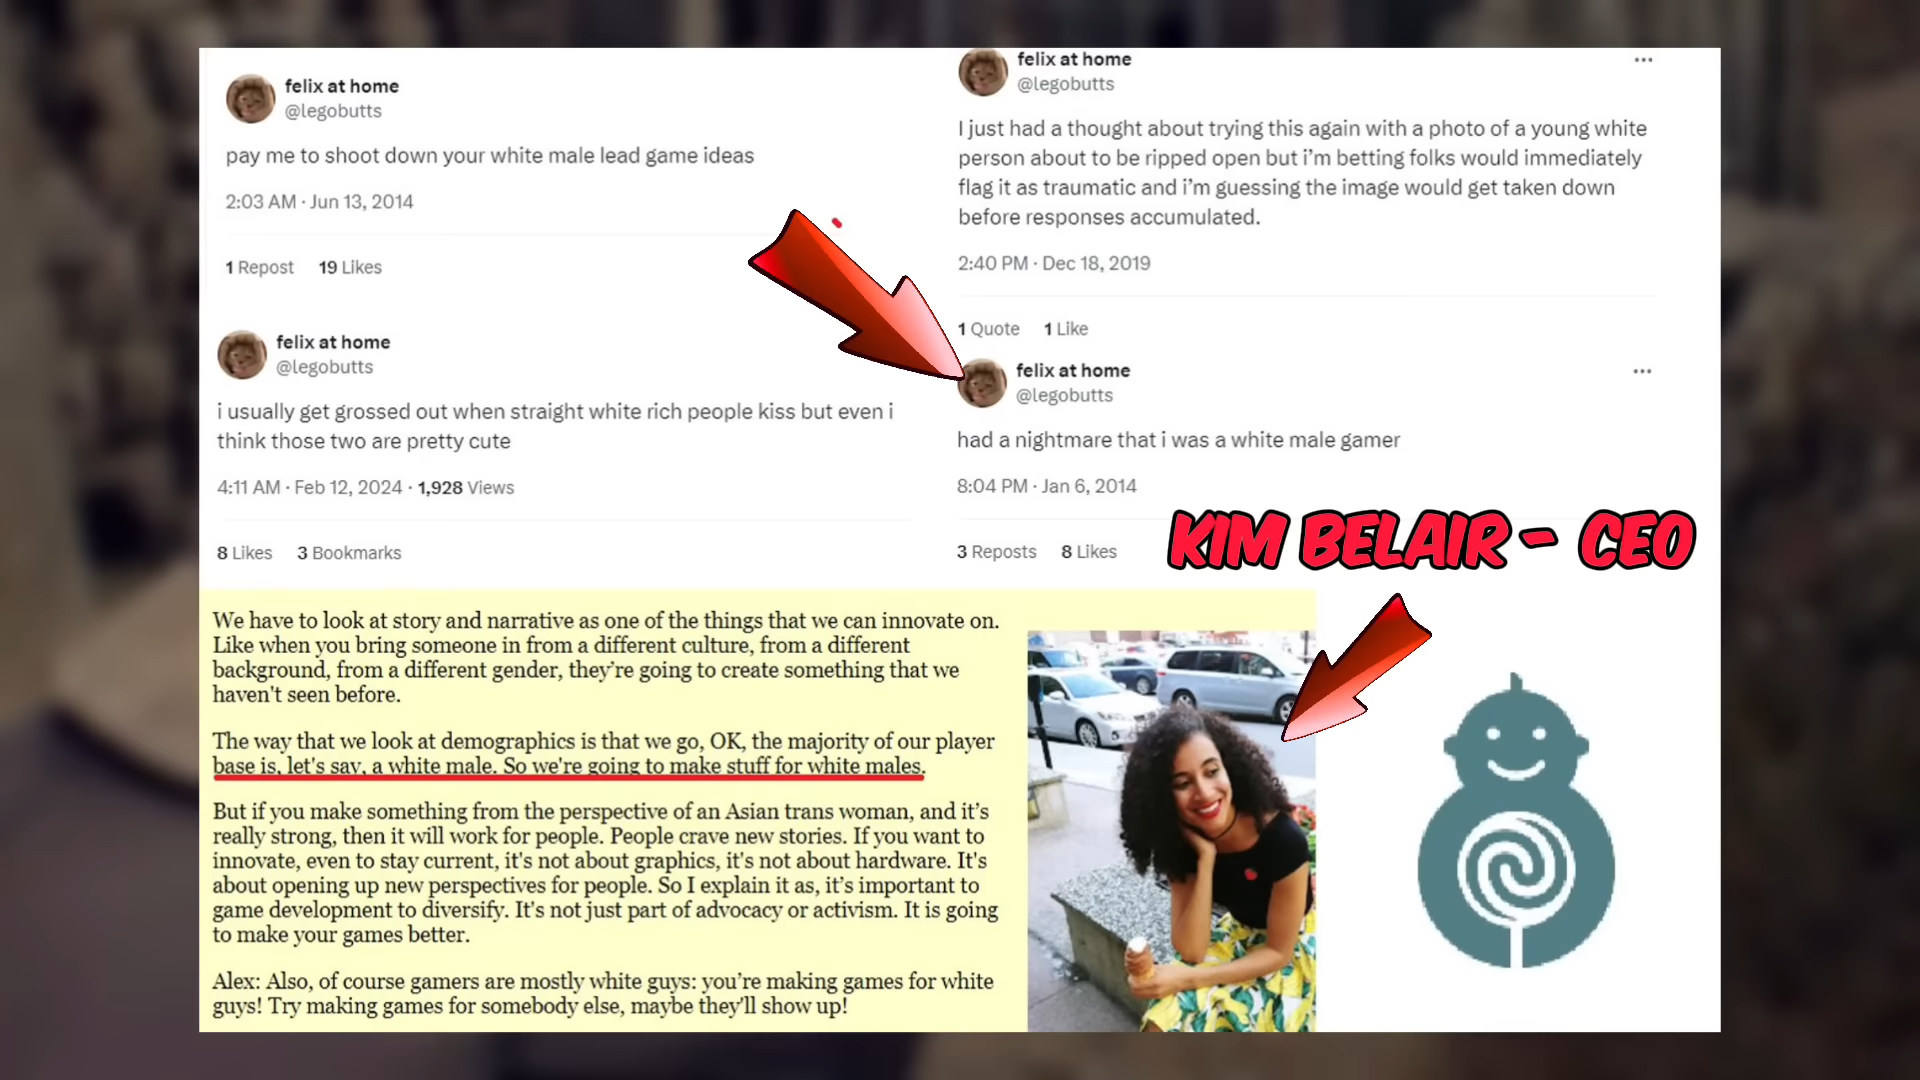 felix at home
@legobutts
pay me to shoot down your white male lead game ideas
2:03 AM · Jun 13, 2014
1 Repost 19 Likes
felix at home
@legobutts
i usually get grossed out when straight white rich people kiss but even i
think those two are pretty cute
4:11 AM · Feb 12, 2024 · 1,928 Views
8 Likes 3 Bookmarks
felix at home
@legobutts
I just had a thought about trying this again with a photo of a young white
person about to be ripped open but i'm betting folks would immediately
flag it as traumatic and i'm guessing the image would get taken down
before responses accumulated.
2:40 PM · Dec 18, 2019
1 Quote 1 Like
felix at home
@legobutts
had a nightmare that i was a white male gamer
8:04 PM · Jan 6, 2014
3 Reposts 8 Likes
KIM BELAIR - CEO
We have to look at story and narrative as one of the things that we can innovate on.
Like when you bring someone in from a different culture, from a different
background, from a different gender, they're going to create something that we
haven't seen before.
The way that we look at demographics is that we go, OK, the majority of our player
base is, let's say, a white male. So we're going to make stuff for white males.
But if you make something from the perspective of an Asian trans woman, and it's
really strong, then it will work for people. People crave new stories. If you want to
innovate, even to stay current, it's not about graphics, it's not about hardware. It's
about opening up new perspectives for people. So I explain it as, it's important to
game development to diversify. It's not just part of advocacy or activism. It is going
to make your games better.
Alex: Also, of course gamers are mostly white guys: you're making games for white
guys! Try making games for somebody else, maybe they'll show up!